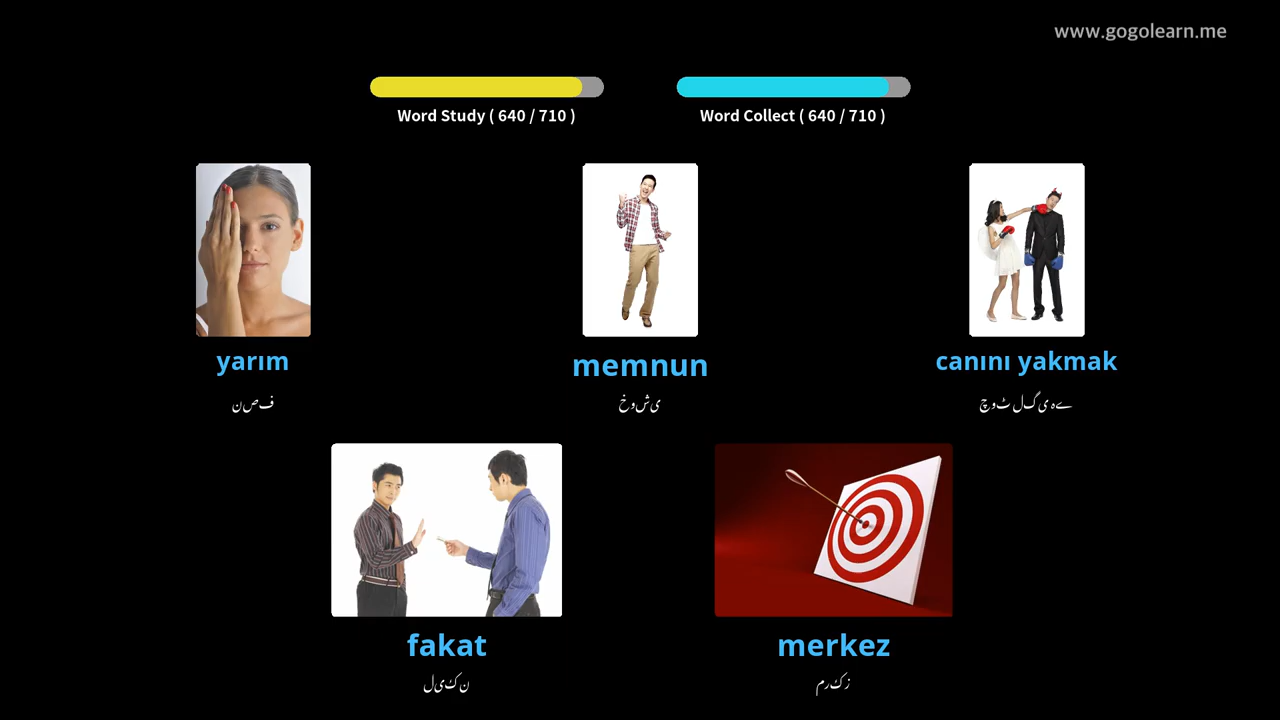 www.gogolearn.me
Word Study ( 640 / 710 )
Word Collect ( 640 / 710 )
yarım
نصف
memnun
خوشی
canını yakmak
چوٹ لگی ہے
fakat
لیکن
merkez
مرکز